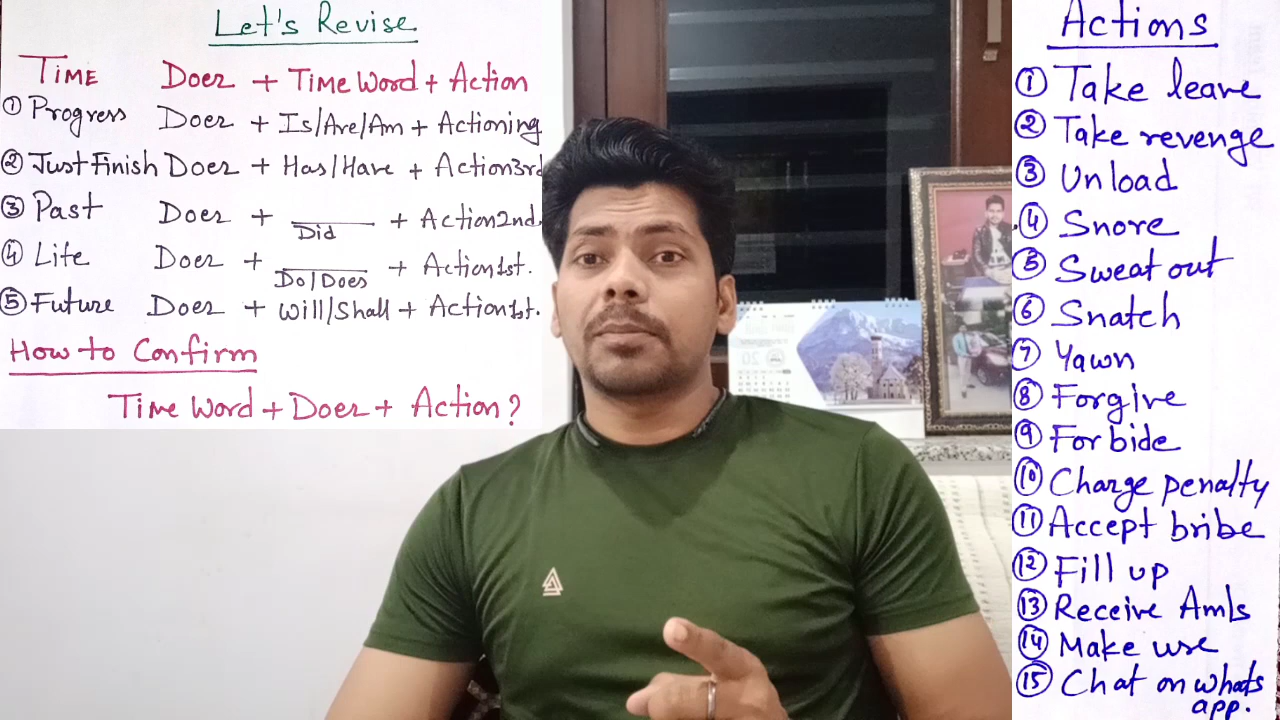 Let's Revise
TIME Doer + Time Word + Action
① Progress Doer + Is/Are/Am + Actioning
② Just Finish Doer + Has/Have + Action3rd
③ Past Doer + ___ + Action2nd.
Did
④ Life Doer + ___ + Action1st.
Do/Does
⑤ Future Doer + Will/Shall + Action1st.
How to Confirm
Time Word + Doer + Action?
Actions
① Take leave
② Take revenge
③ Unload
④ Snore
⑤ Sweat out
⑥ Snatch
⑦ Yawn
⑧ Forgive
⑨ Forbide
⑩ Charge penalty
⑪ Accept bribe
⑫ Fill up
⑬ Receive Amls
⑭ Make use
⑮ Chat on whats
app.